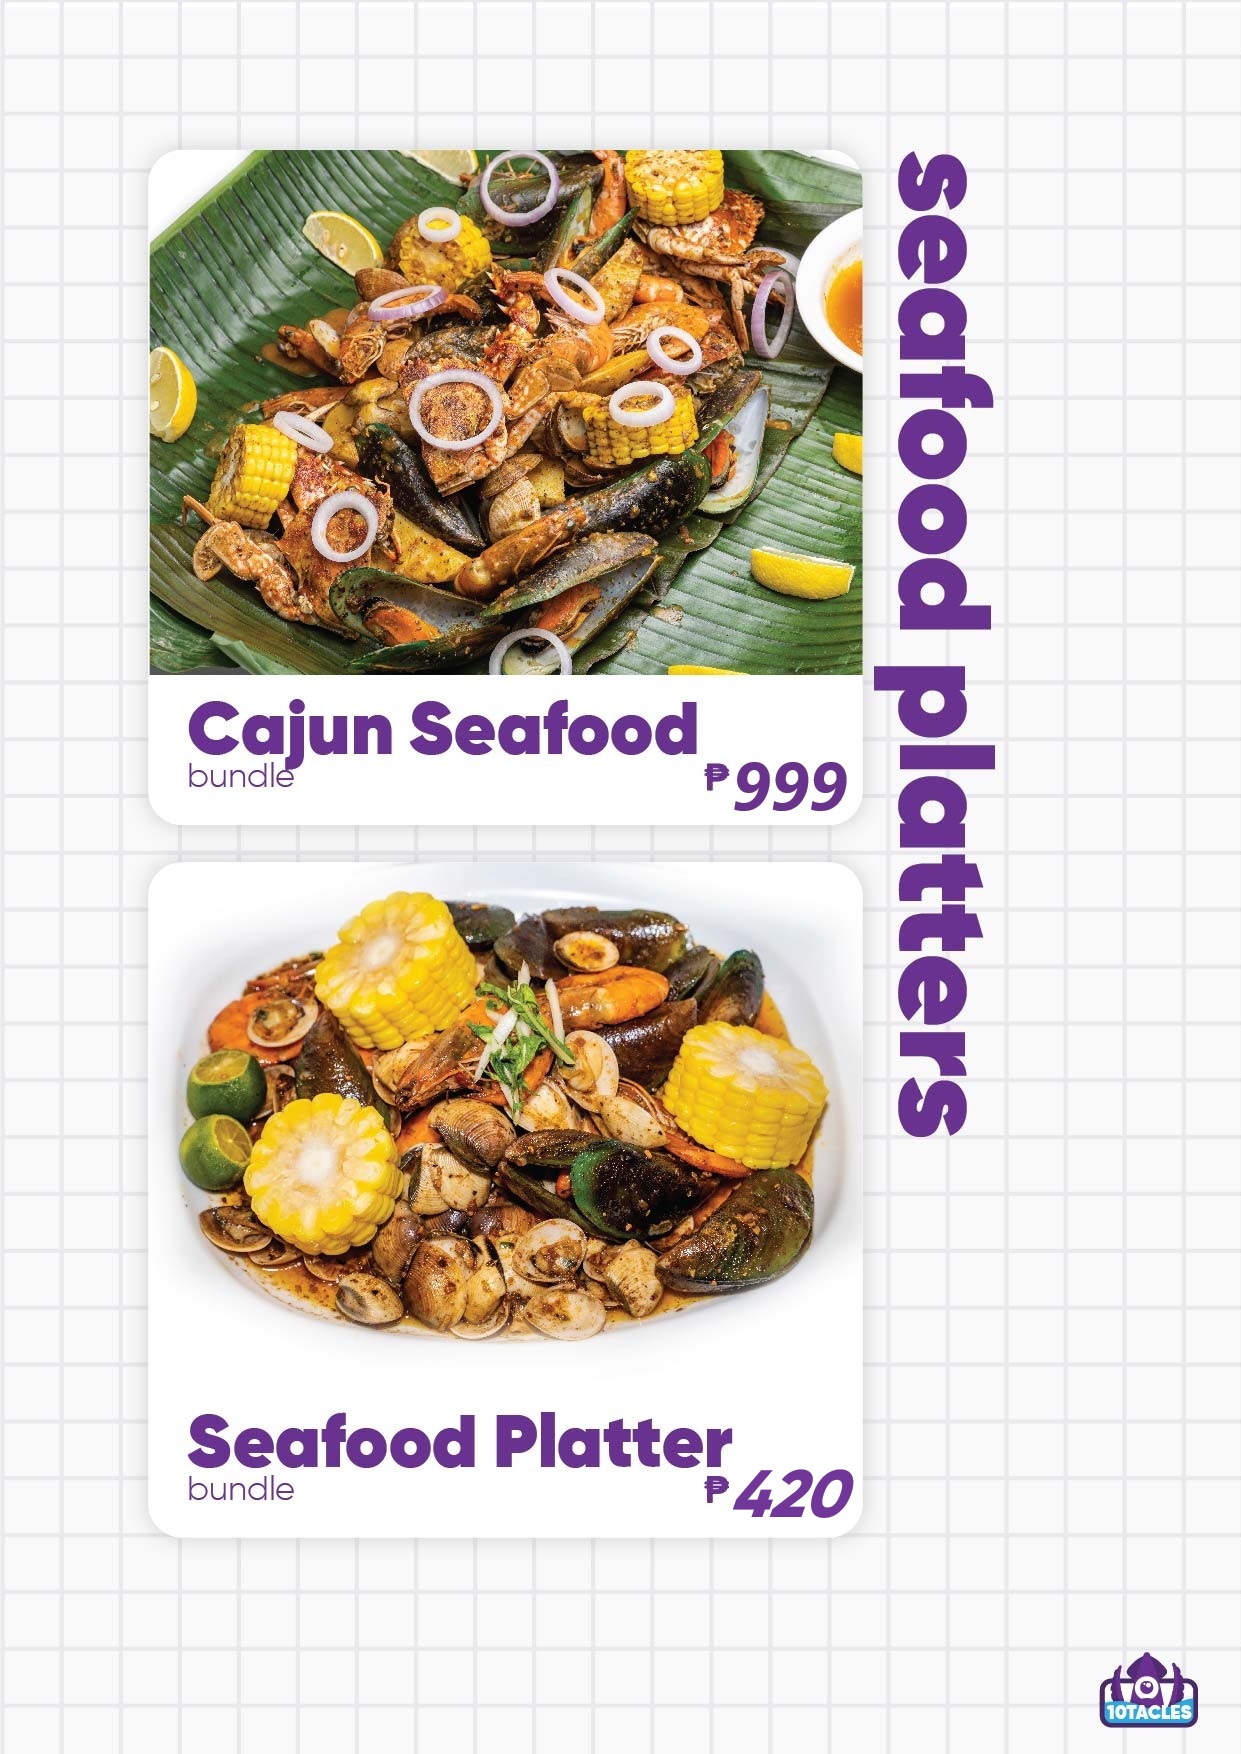 seafood platters
Cajun Seafood
bundle
₱999
Seafood Platter
bundle
₱420
10TACLES